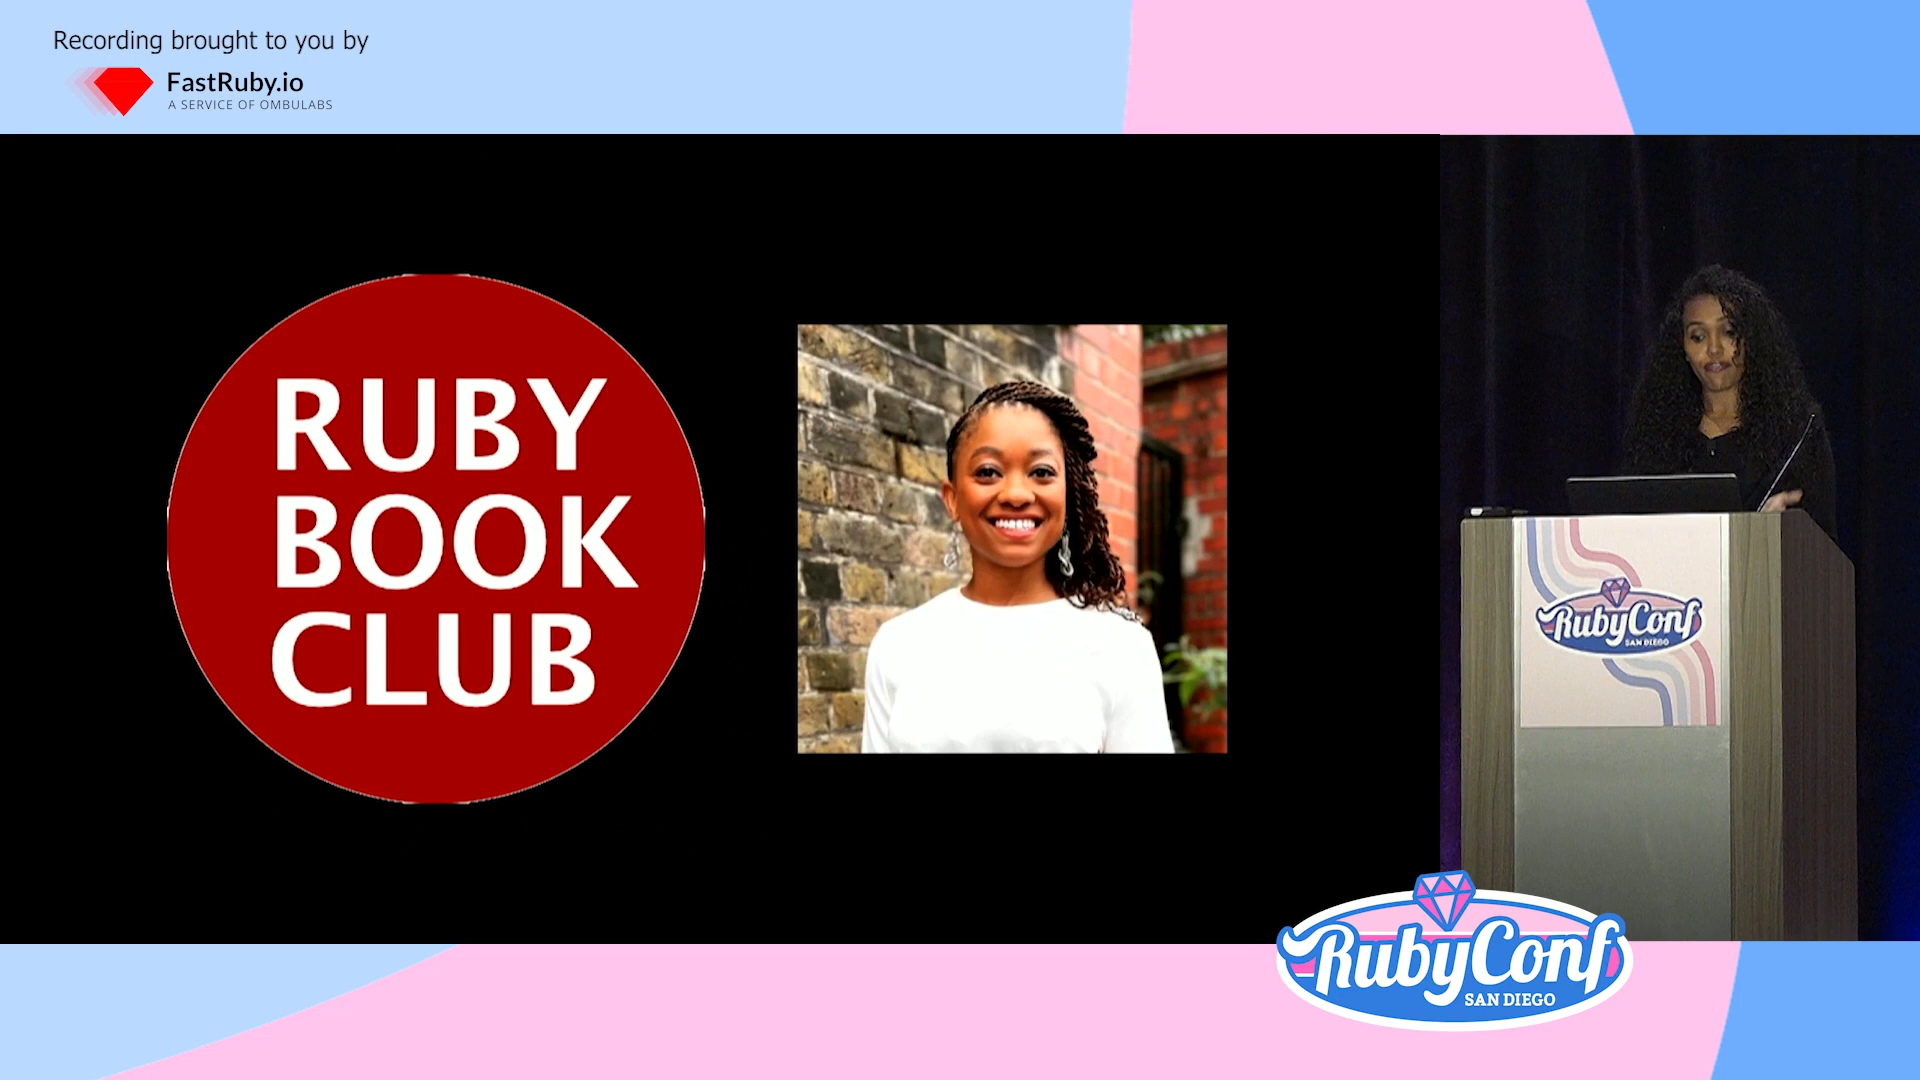 Recording brought to you by
FastRuby.io
A SERVICE OF OMBULABS
RUBY
BOOK
CLUB
RubyConf
SAN DIEGO
RubyConf
SAN DIEGO